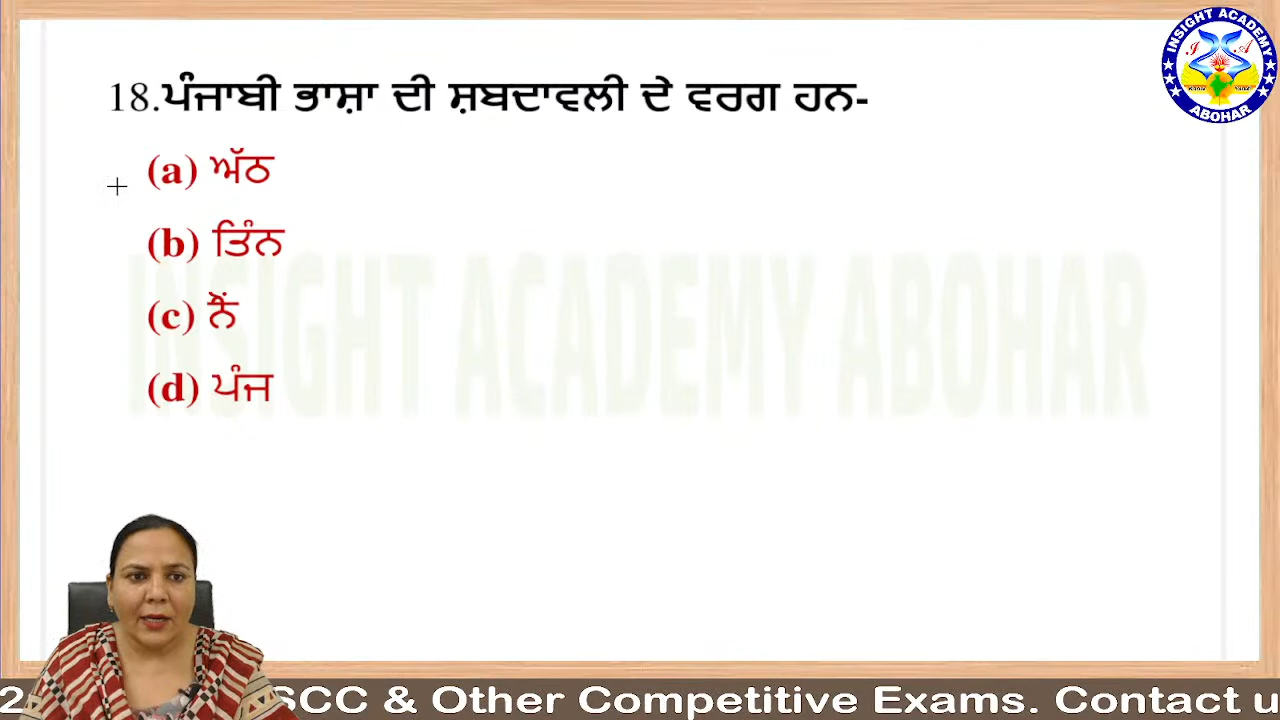 INSIGHT ACADEMY
I A
ABOHAR
18.ਪੰਜਾਬੀ ਭਾਸ਼ਾ ਦੀ ਸ਼ਬਦਾਵਲੀ ਦੇ ਵਰਗ ਹਨ-
(a) ਅੱਠ
(b) ਤਿੰਨ
(c) ਨੌਂ
(d) ਪੰਜ
INSIGHT ACADEMY ABOHAR
SCC & Other Competitive Exams. Contact u